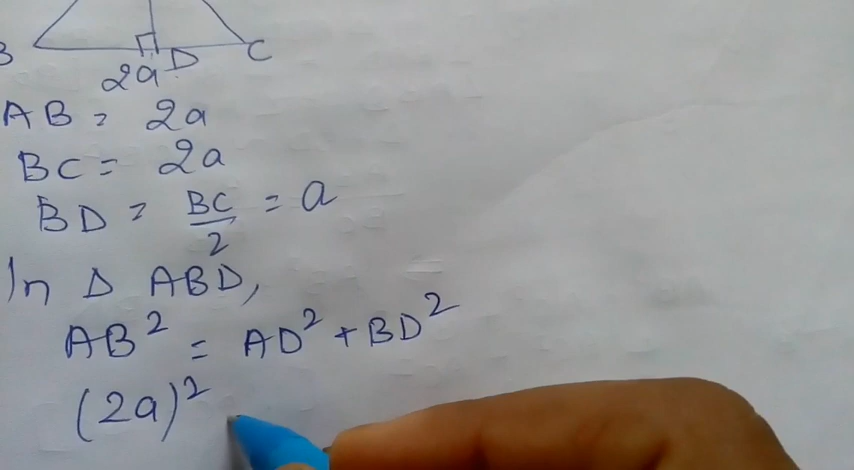 B D C
2a
AB = 2a
BC = 2a
BD = BC/2 = a
In Δ ABD,
AB² = AD² + BD²
(2a)²